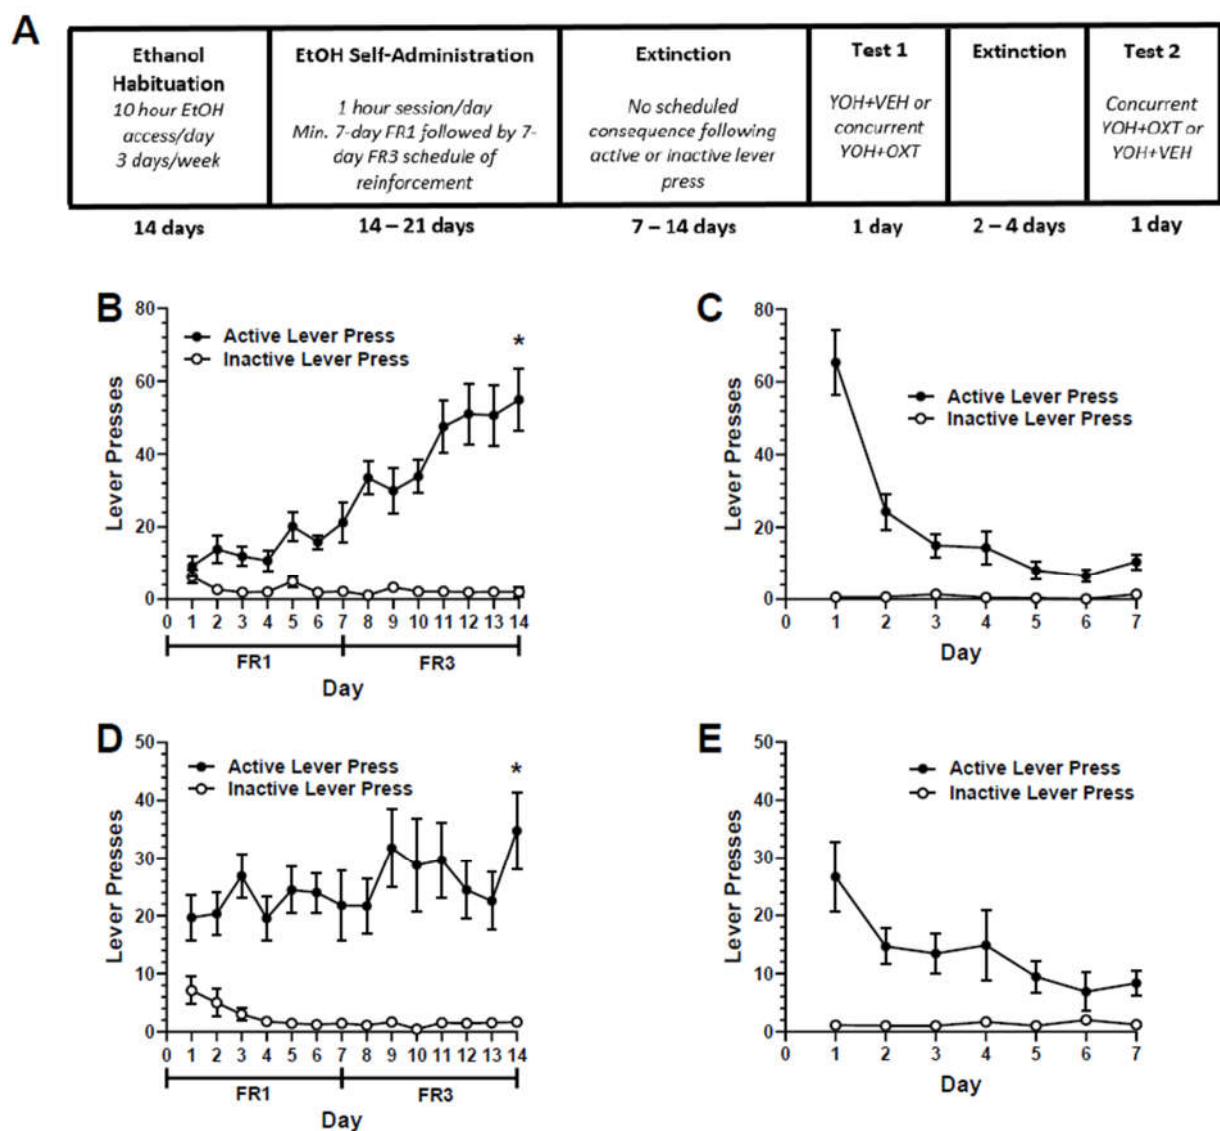 A
Ethanol
Habituation
10 hour EtOH
access/day
3 days/week
EtOH Self-Administration
1 hour session/day
Min. 7-day FR1 followed by 7-
day FR3 schedule of
reinforcement
Extinction
No scheduled
consequence following
active or inactive lever
press
Test 1
YOH+VEH or
concurrent
YOH+OXT
Extinction
Test 2
Concurrent
YOH+OXT or
YOH+VEH
14 days
14 – 21 days
7 – 14 days
1 day
2 – 4 days
1 day
B
80
60
40
20
0
Lever Presses
Active Lever Press
Inactive Lever Press
*
0 1 2 3 4 5 6 7 8 9 10 11 12 13 14
FR1 FR3
Day
C
80
60
40
20
0
Lever Presses
Active Lever Press
Inactive Lever Press
0 1 2 3 4 5 6 7
Day
D
50
40
30
20
10
0
Lever Presses
Active Lever Press
Inactive Lever Press
*
0 1 2 3 4 5 6 7 8 9 10 11 12 13 14
FR1 FR3
Day
E
50
40
30
20
10
0
Lever Presses
Active Lever Press
Inactive Lever Press
0 1 2 3 4 5 6 7
Day